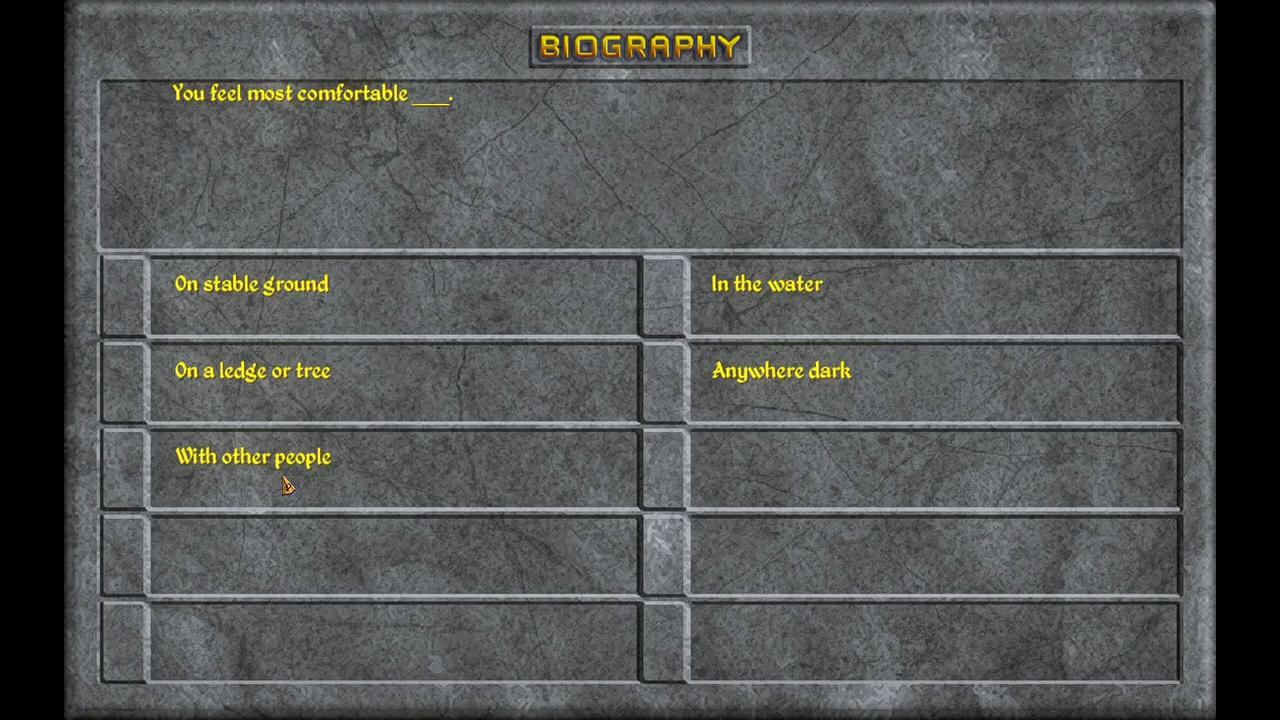 BIOGRAPHY
You feel most comfortable ____.
On stable ground
In the water
On a ledge or tree
Anywhere dark
With other people